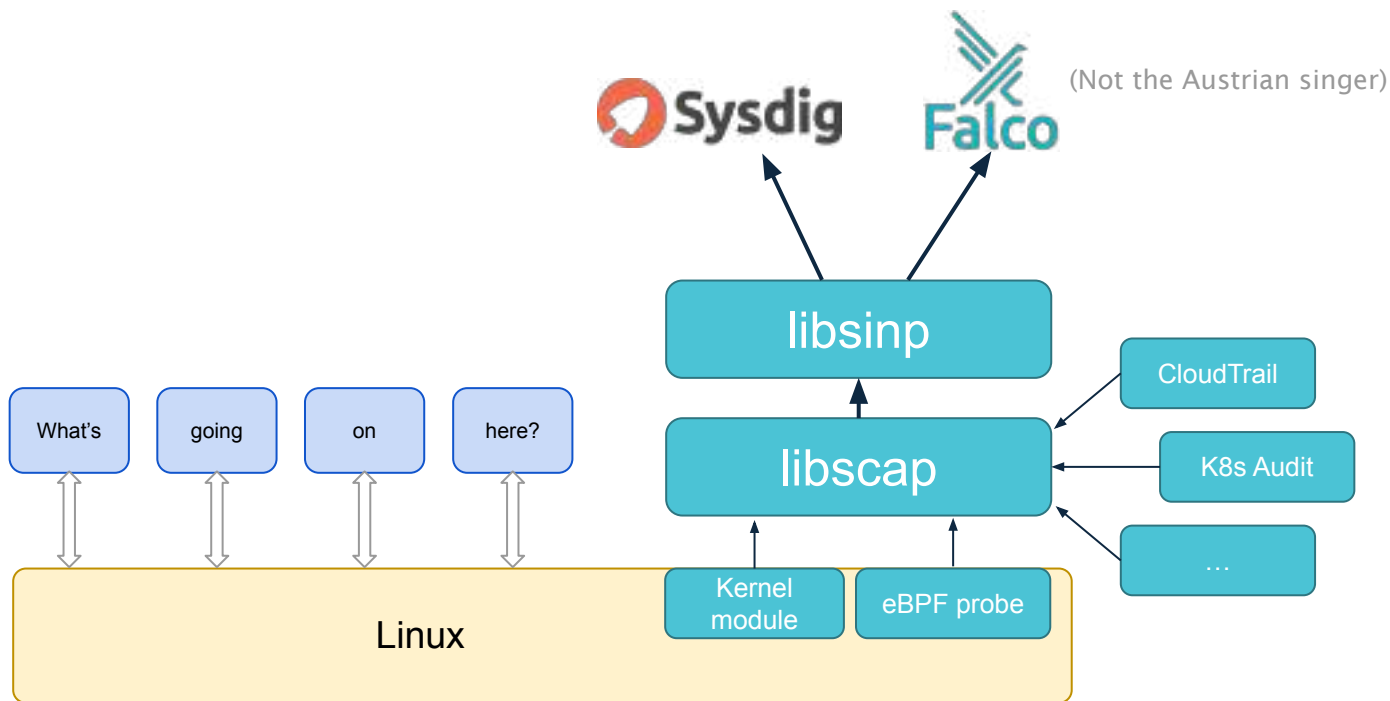 (Not the Austrian singer)
Sysdig
Falco
libsinp
CloudTrail
What's
going
on
here?
libscap
K8s Audit
...
Kernel
module
eBPF probe
Linux